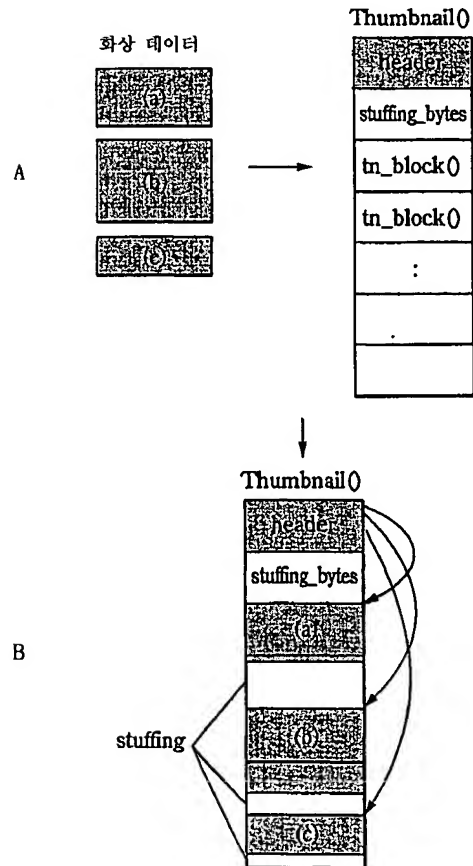 화상 데이터
(a)
(b)
(c)
A
Thumbnail()
header
stuffing_bytes
tn_block()
tn_block()
:
.
Thumbnail()
header
stuffing_bytes
(a)
(b)
(c)
B
stuffing